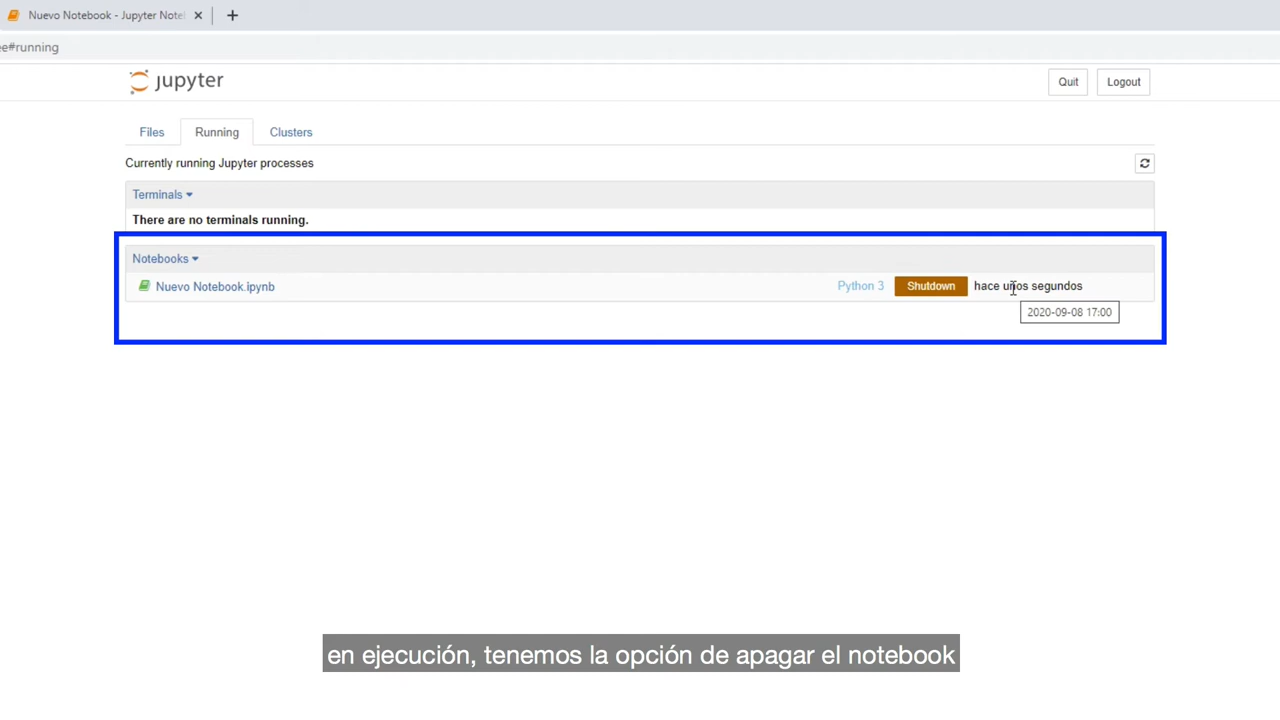 Nuevo Notebook - Jupyter Note
ee#running
jupyter
Quit
Logout
Files
Running
Clusters
Currently running Jupyter processes
Terminals
There are no terminals running.
Notebooks
Nuevo Notebook.ipynb
Python 3
Shutdown
hace unos segundos
2020-09-08 17:00
en ejecución, tenemos la opción de apagar el notebook